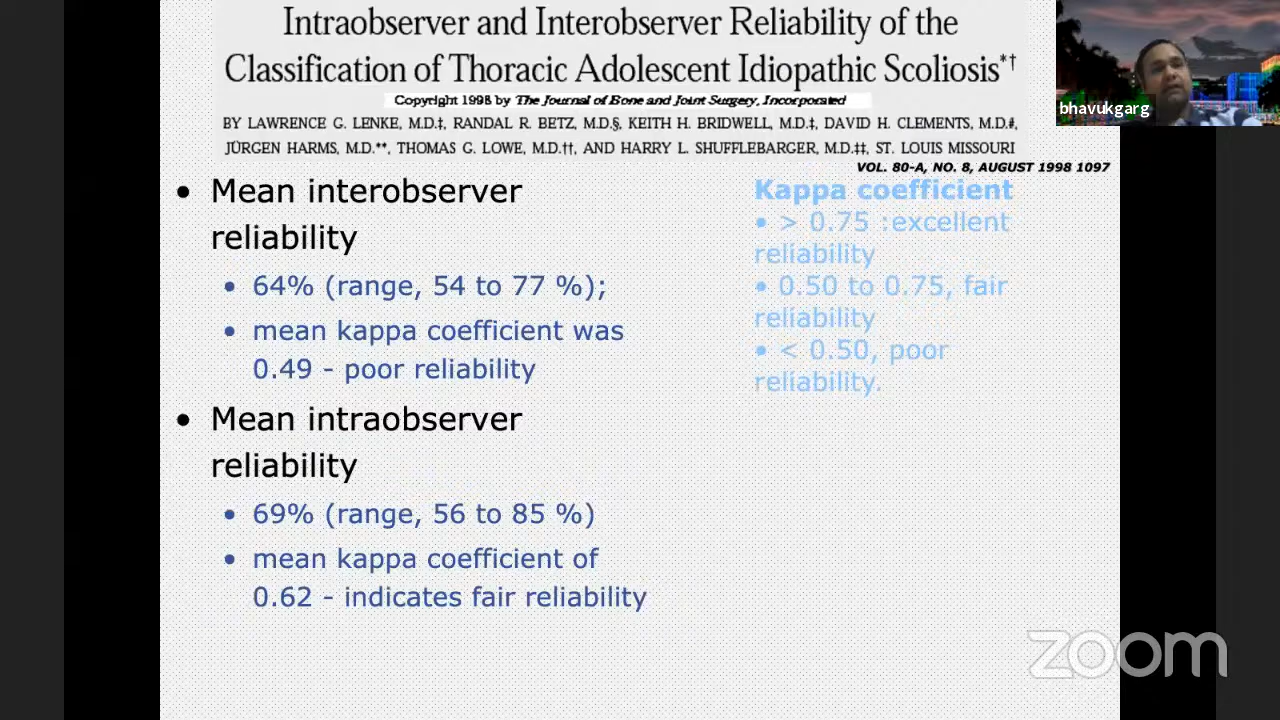 Intraobserver and Interobserver Reliability of the
Classification of Thoracic Adolescent Idiopathic Scoliosis*†
Copyright 1998 by The Journal of Bone and Joint Surgery, Incorporated
BY LAWRENCE G. LENKE, M.D.‡, RANDAL R. BETZ, M.D.§, KEITH H. BRIDWELL, M.D.‡, DAVID H. CLEMENTS, M.D.#,
JÜRGEN HARMS, M.D.**, THOMAS G. LOWE, M.D.††, AND HARRY L. SHUFFLEBARGER, M.D.‡‡, ST. LOUIS MISSOURI
VOL. 80-A, NO. 8, AUGUST 1998 1097
bhavukgarg
• Mean interobserver
reliability
• 64% (range, 54 to 77 %);
• mean kappa coefficient was
0.49 - poor reliability
• Mean intraobserver
reliability
• 69% (range, 56 to 85 %)
• mean kappa coefficient of
0.62 - indicates fair reliability
Kappa coefficient
• > 0.75 :excellent
reliability
• 0.50 to 0.75, fair
reliability
• < 0.50, poor
reliability.
zoom